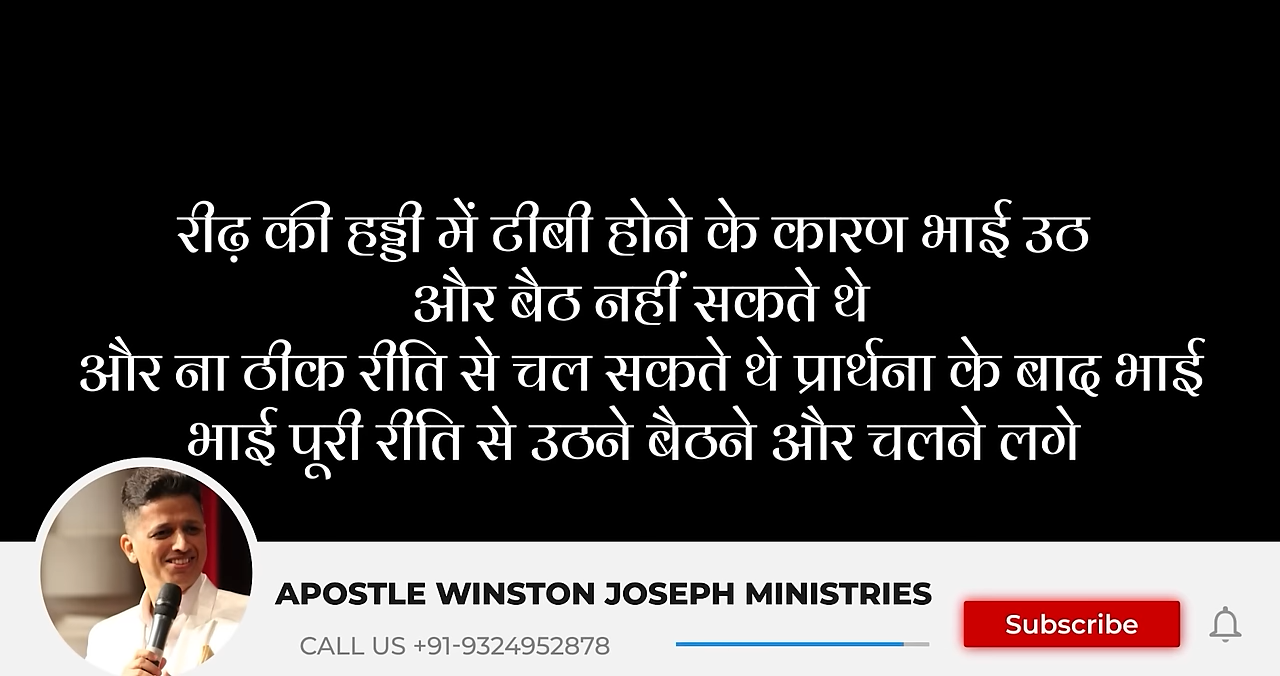 रीढ़ की हड्डी में टीबी होने के कारण भाई उठ
और बैठ नहीं सकते थे
और ना ठीक रीति से चल सकते थे प्रार्थना के बाद भाई
भाई पूरी रीति से उठने बैठने और चलने लगे
APOSTLE WINSTON JOSEPH MINISTRIES
CALL US +91-9324952878
Subscribe